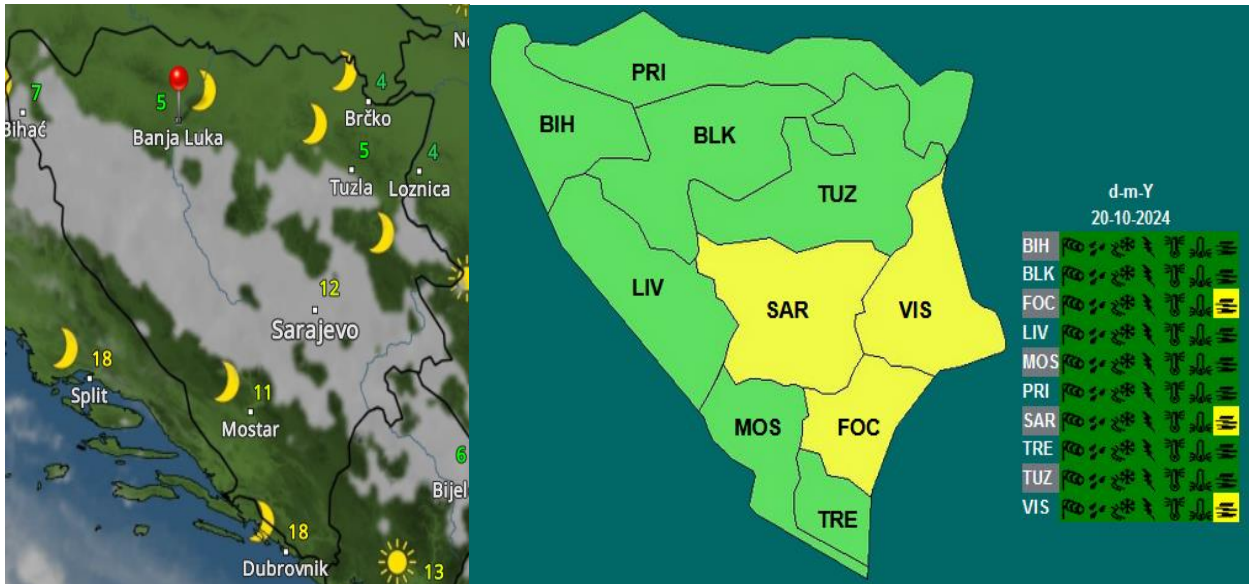 No
7
Bihać
5
Banja Luka
4
Brčko
5
Tuzla
4
Loznica
12
Sarajevo
18
Split
11
Mostar
6
Bijel
18
Dubrovnik
13
PRI
BIH
BLK
TUZ
LIV
SAR
VIS
MOS
FOC
TRE
d-m-Y
20-10-2024
BIH
BLK
FOC
LIV
MOS
PRI
SAR
TRE
TUZ
VIS